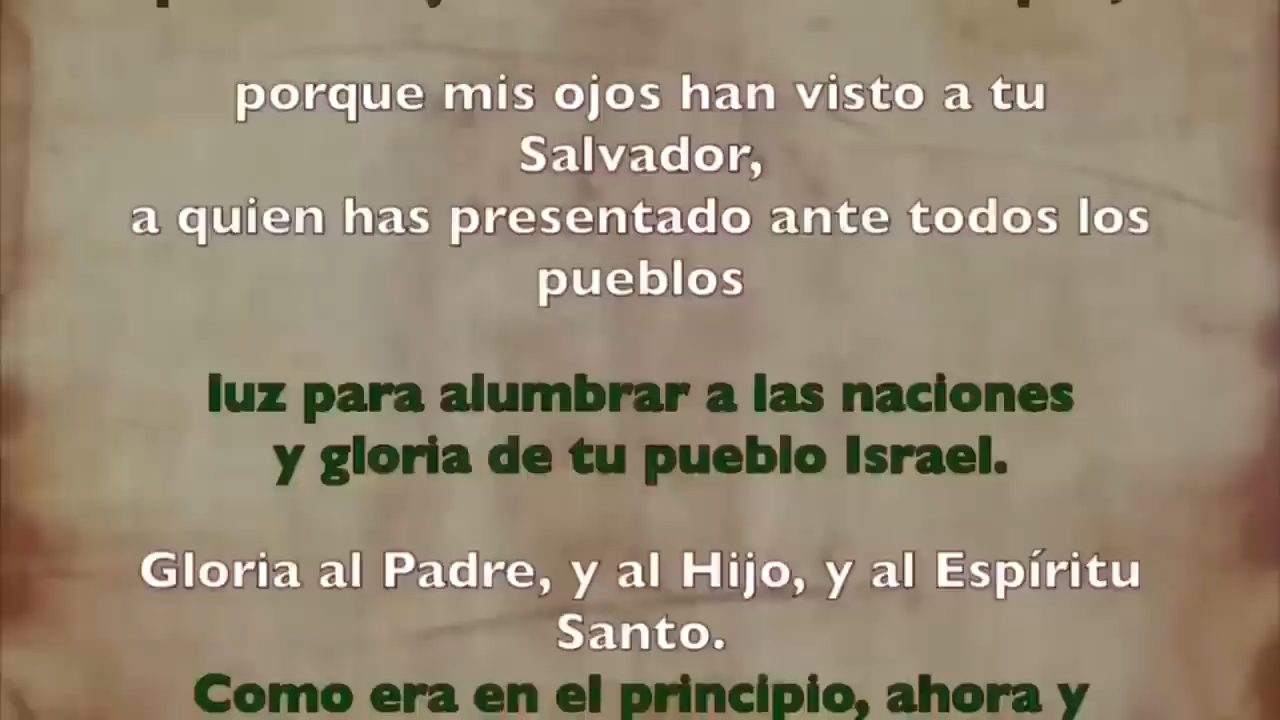 porque mis ojos han visto a tu
Salvador,
a quien has presentado ante todos los
pueblos
luz para alumbrar a las naciones
y gloria de tu pueblo Israel.
Gloria al Padre, y al Hijo, y al Espíritu
Santo.
Como era en el principio, ahora y